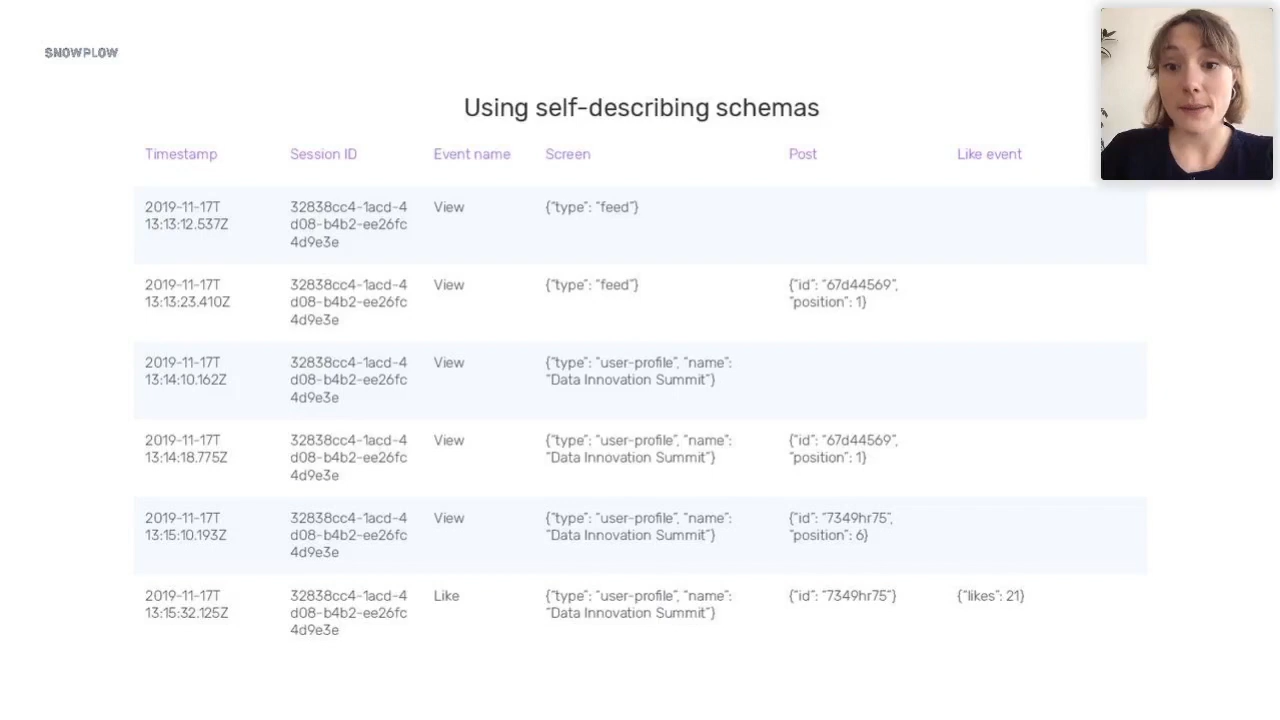 SNOWPLOW
Using self-describing schemas
Timestamp Session ID Event name Screen Post Like event
2019-11-17T 32838cc4-1acd-4 View {"type": "feed"}
13:13:12.537Z d08-b4b2-ee26fc
4d9e3e
2019-11-17T 32838cc4-1acd-4 View {"type": "feed"} {"id": "67d44569",
13:13:23.410Z d08-b4b2-ee26fc "position": 1}
4d9e3e
2019-11-17T 32838cc4-1acd-4 View {"type": "user-profile", "name":
13:14:10.162Z d08-b4b2-ee26fc "Data Innovation Summit"}
4d9e3e
2019-11-17T 32838cc4-1acd-4 View {"type": "user-profile", "name": {"id": "67d44569",
13:14:18.775Z d08-b4b2-ee26fc "Data Innovation Summit"} "position": 1}
4d9e3e
2019-11-17T 32838cc4-1acd-4 View {"type": "user-profile", "name": {"id": "7349hr75",
13:15:10.193Z d08-b4b2-ee26fc "Data Innovation Summit"} "position": 6}
4d9e3e
2019-11-17T 32838cc4-1acd-4 Like {"type": "user-profile", "name": {"id": "7349hr75"} {"likes": 21}
13:15:32.125Z d08-b4b2-ee26fc "Data Innovation Summit"}
4d9e3e